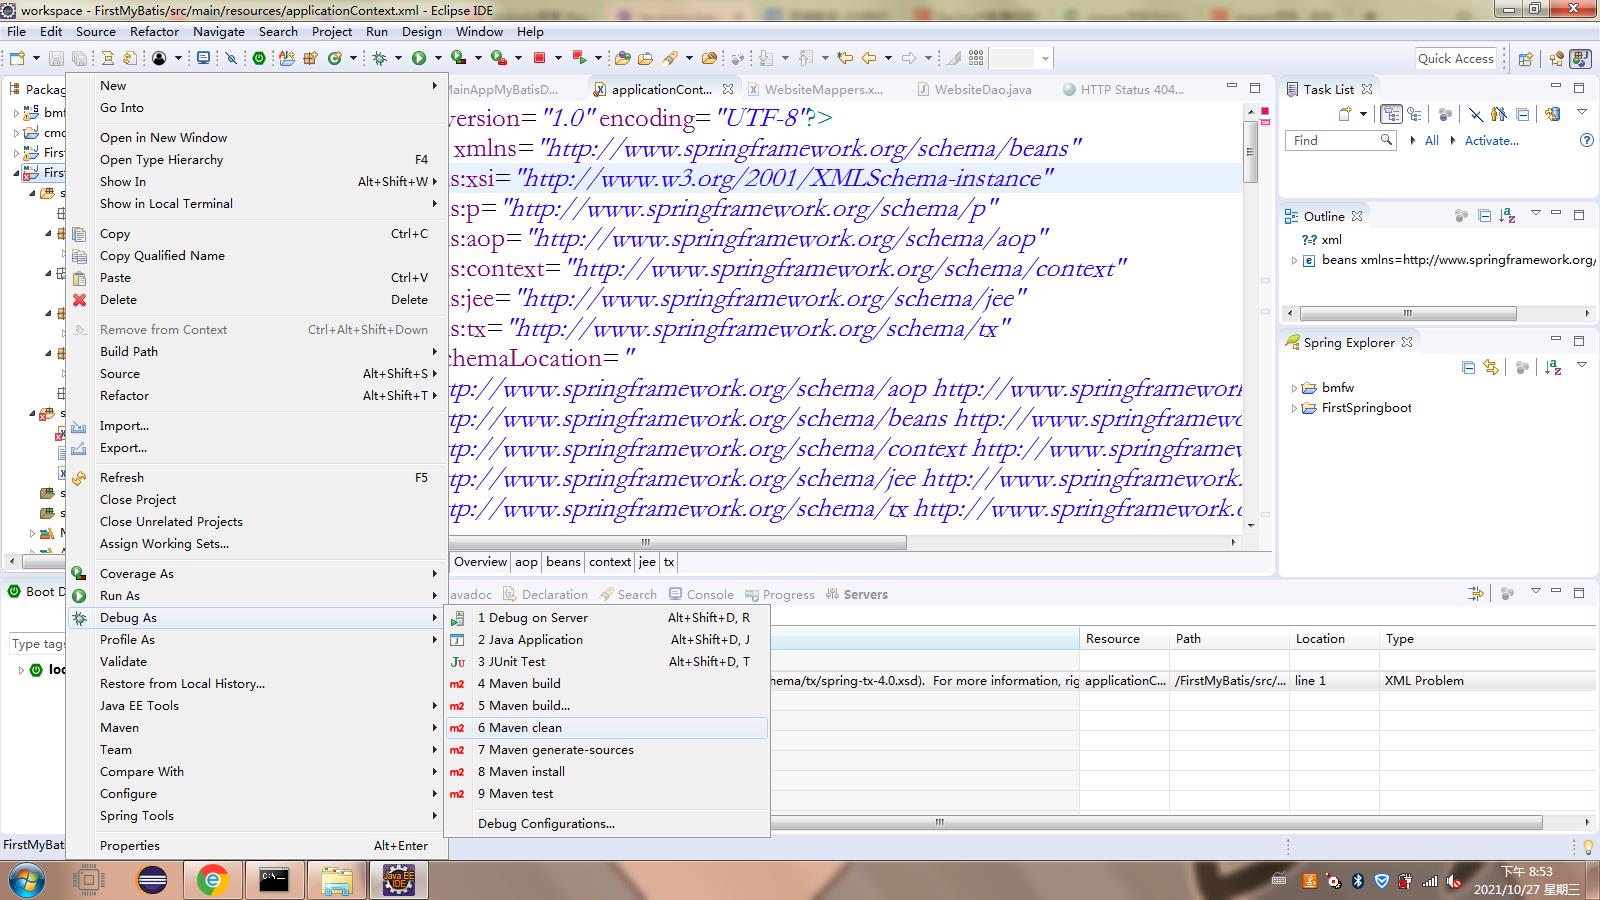 workspace - FirstMyBatis/src/main/resources/applicationContext.xml - Eclipse IDE
File Edit Source Refactor Navigate Search Project Run Design Window Help
Quick Access
Packag
bmf
cmc
First
First
New
Go Into
Open in New Window
Open Type Hierarchy F4
Show In Alt+Shift+W
Show in Local Terminal
Copy Ctrl+C
Copy Qualified Name
Paste Ctrl+V
Delete Delete
Remove from Context Ctrl+Alt+Shift+Down
Build Path
Source Alt+Shift+S
Refactor Alt+Shift+T
Import...
Export...
Refresh F5
Close Project
Close Unrelated Projects
Assign Working Sets...
Coverage As
Run As
Debug As
Profile As
Validate
Restore from Local History...
Java EE Tools
Maven
Team
Compare With
Configure
Spring Tools
Properties Alt+Enter
1 Debug on Server Alt+Shift+D, R
2 Java Application Alt+Shift+D, J
3 JUnit Test Alt+Shift+D, T
4 Maven build
5 Maven build...
6 Maven clean
7 Maven generate-sources
8 Maven install
9 Maven test
Debug Configurations...
MainAppMyBatisD... applicationCont... WebsiteMappers.x... WebsiteDao.java HTTP Status 404...
version="1.0" encoding="UTF-8"?>
xmlns="http://www.springframework.org/schema/beans"
s:xsi="http://www.w3.org/2001/XMLSchema-instance"
s:p="http://www.springframework.org/schema/p"
s:aop="http://www.springframework.org/schema/aop"
s:context="http://www.springframework.org/schema/context"
s:jee="http://www.springframework.org/schema/jee"
s:tx="http://www.springframework.org/schema/tx"
chemaLocation="
tp://www.springframework.org/schema/aop http://www.springframework
tp://www.springframework.org/schema/beans http://www.springframewo
tp://www.springframework.org/schema/context http://www.springframew
tp://www.springframework.org/schema/jee http://www.springframework.
tp://www.springframework.org/schema/tx http://www.springframework.o
Overview aop beans context jee tx
Task List
Find All Activate...
Outline
xml
beans xmlns=http://www.springframework.org/
Spring Explorer
bmfw
FirstSpringboot
Boot D
Type tags
loc
avadoc Declaration Search Console Progress Servers
Resource Path Location Type
hema/tx/spring-tx-4.0.xsd). For more information, rig applicationC... /FirstMyBatis/src/... line 1 XML Problem
FirstMyBat
Java EE
IDE
下午 8:53
2021/10/27 星期三